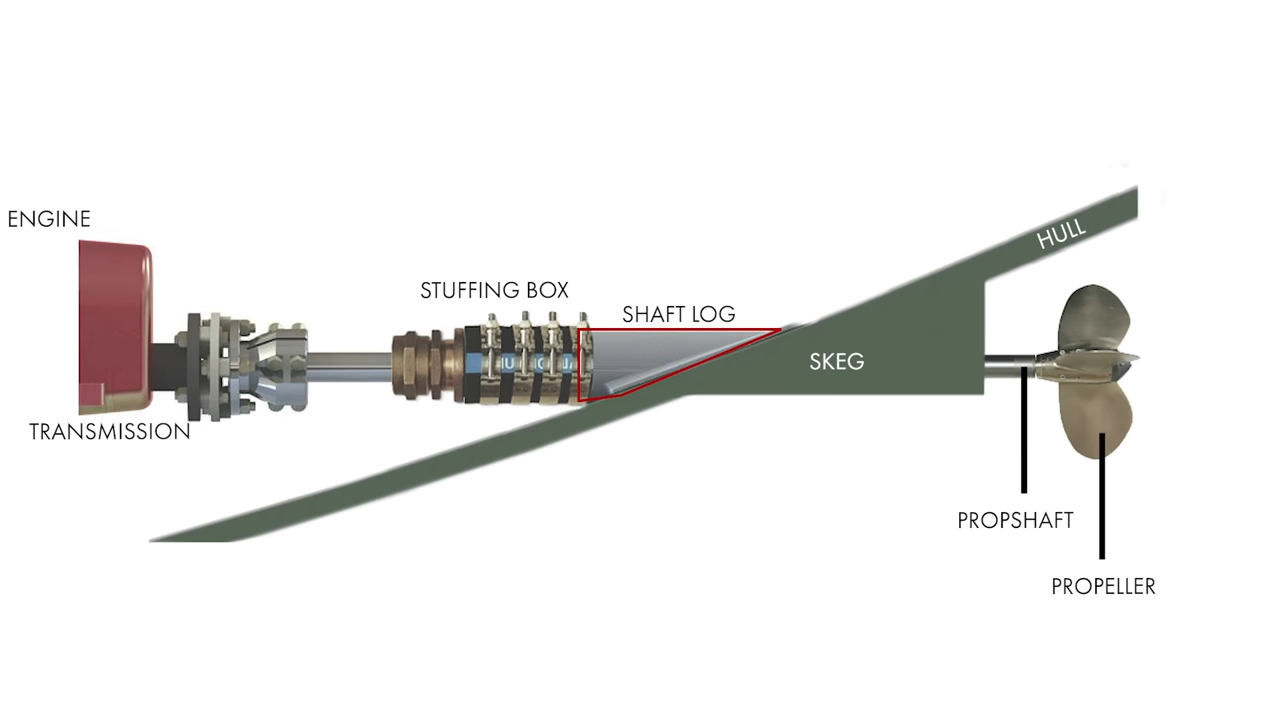 ENGINE
HULL
STUFFING BOX
SHAFT LOG
SKEG
TRANSMISSION
PROPSHAFT
PROPELLER